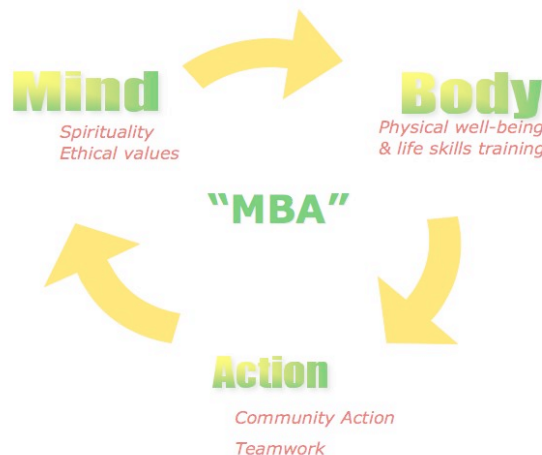 Mind
Spirituality
Ethical values
Body
Physical well-being
& life skills training
“MBA”
Action
Community Action
Teamwork